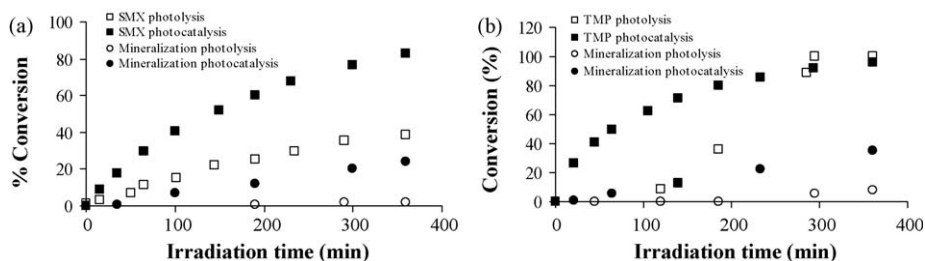 (a)
SMX photolysis
SMX photocatalysis
Mineralization photolysis
Mineralization photocatalysis
% Conversion
100
80
60
40
20
0
0 100 200 300 400
Irradiation time (min)
(b)
TMP photolysis
TMP photocatalysis
Mineralization photolysis
Mineralization photocatalysis
Conversion (%)
120
100
80
60
40
20
0
0 100 200 300 400
Irradiation time (min)